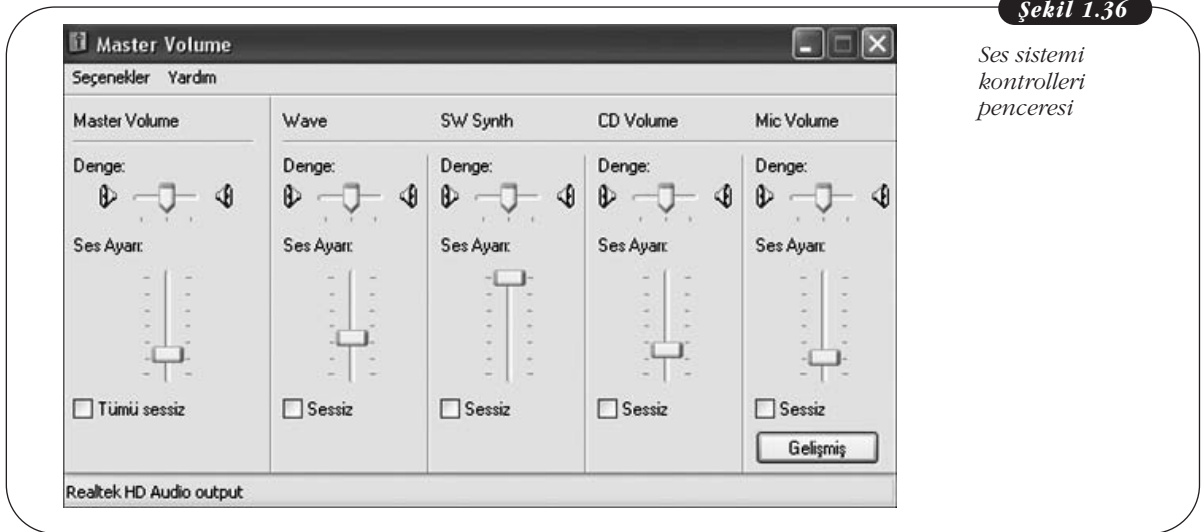 Şekil 1.36
Ses sistemi
kontrolleri
penceresi
Master Volume
Seçenekler Yardım
Master Volume Wave SW Synth CD Volume Mic Volume
Denge: Denge: Denge: Denge: Denge:
Ses Ayarı: Ses Ayarı: Ses Ayarı: Ses Ayarı: Ses Ayarı:
Tümü sessiz Sessiz Sessiz Sessiz Sessiz
Gelişmiş
Realtek HD Audio output